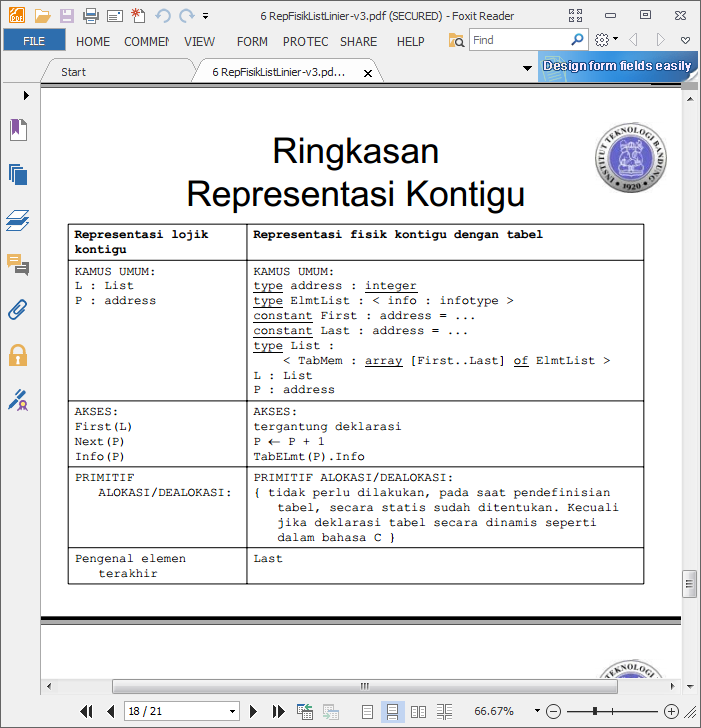 6 RepFisikListLinier-v3.pdf (SECURED) - Foxit Reader
FILE HOME COMMEN VIEW FORM PROTEC SHARE HELP Find
Start 6 RepFisikListLinier-v3.pd... Design form fields easily
Ringkasan
Representasi Kontigu
INSTITUT TEKNOLOGI BANDUNG
1920
Representasi lojik
kontigu
Representasi fisik kontigu dengan tabel
KAMUS UMUM:
L : List
P : address
KAMUS UMUM:
type address : integer
type ElmtList : < info : infotype >
constant First : address = ...
constant Last : address = ...
type List :
< TabMem : array [First..Last] of ElmtList >
L : List
P : address
AKSES:
First(L)
Next(P)
Info(P)
AKSES:
tergantung deklarasi
P ← P + 1
TabELmt(P).Info
PRIMITIF
ALOKASI/DEALOKASI:
PRIMITIF ALOKASI/DEALOKASI:
{ tidak perlu dilakukan, pada saat pendefinisian
tabel, secara statis sudah ditentukan. Kecuali
jika deklarasi tabel secara dinamis seperti
dalam bahasa C }
Pengenal elemen
terakhir
Last
18 / 21 66.67%